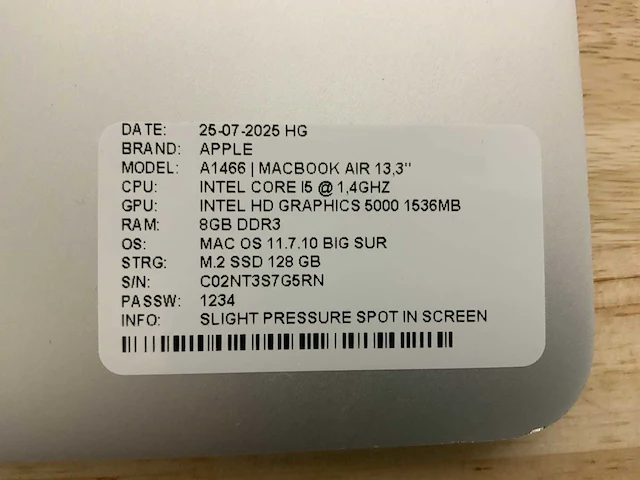 DATE: 25-07-2025 HG
BRAND: APPLE
MODEL: A1466 | MACBOOK AIR 13,3"
CPU: INTEL CORE I5 @ 1,4GHZ
GPU: INTEL HD GRAPHICS 5000 1536MB
RAM: 8GB DDR3
OS: MAC OS 11.7.10 BIG SUR
STRG: M.2 SSD 128 GB
S/N: C02NT3S7G5RN
PASSW: 1234
INFO: SLIGHT PRESSURE SPOT IN SCREEN